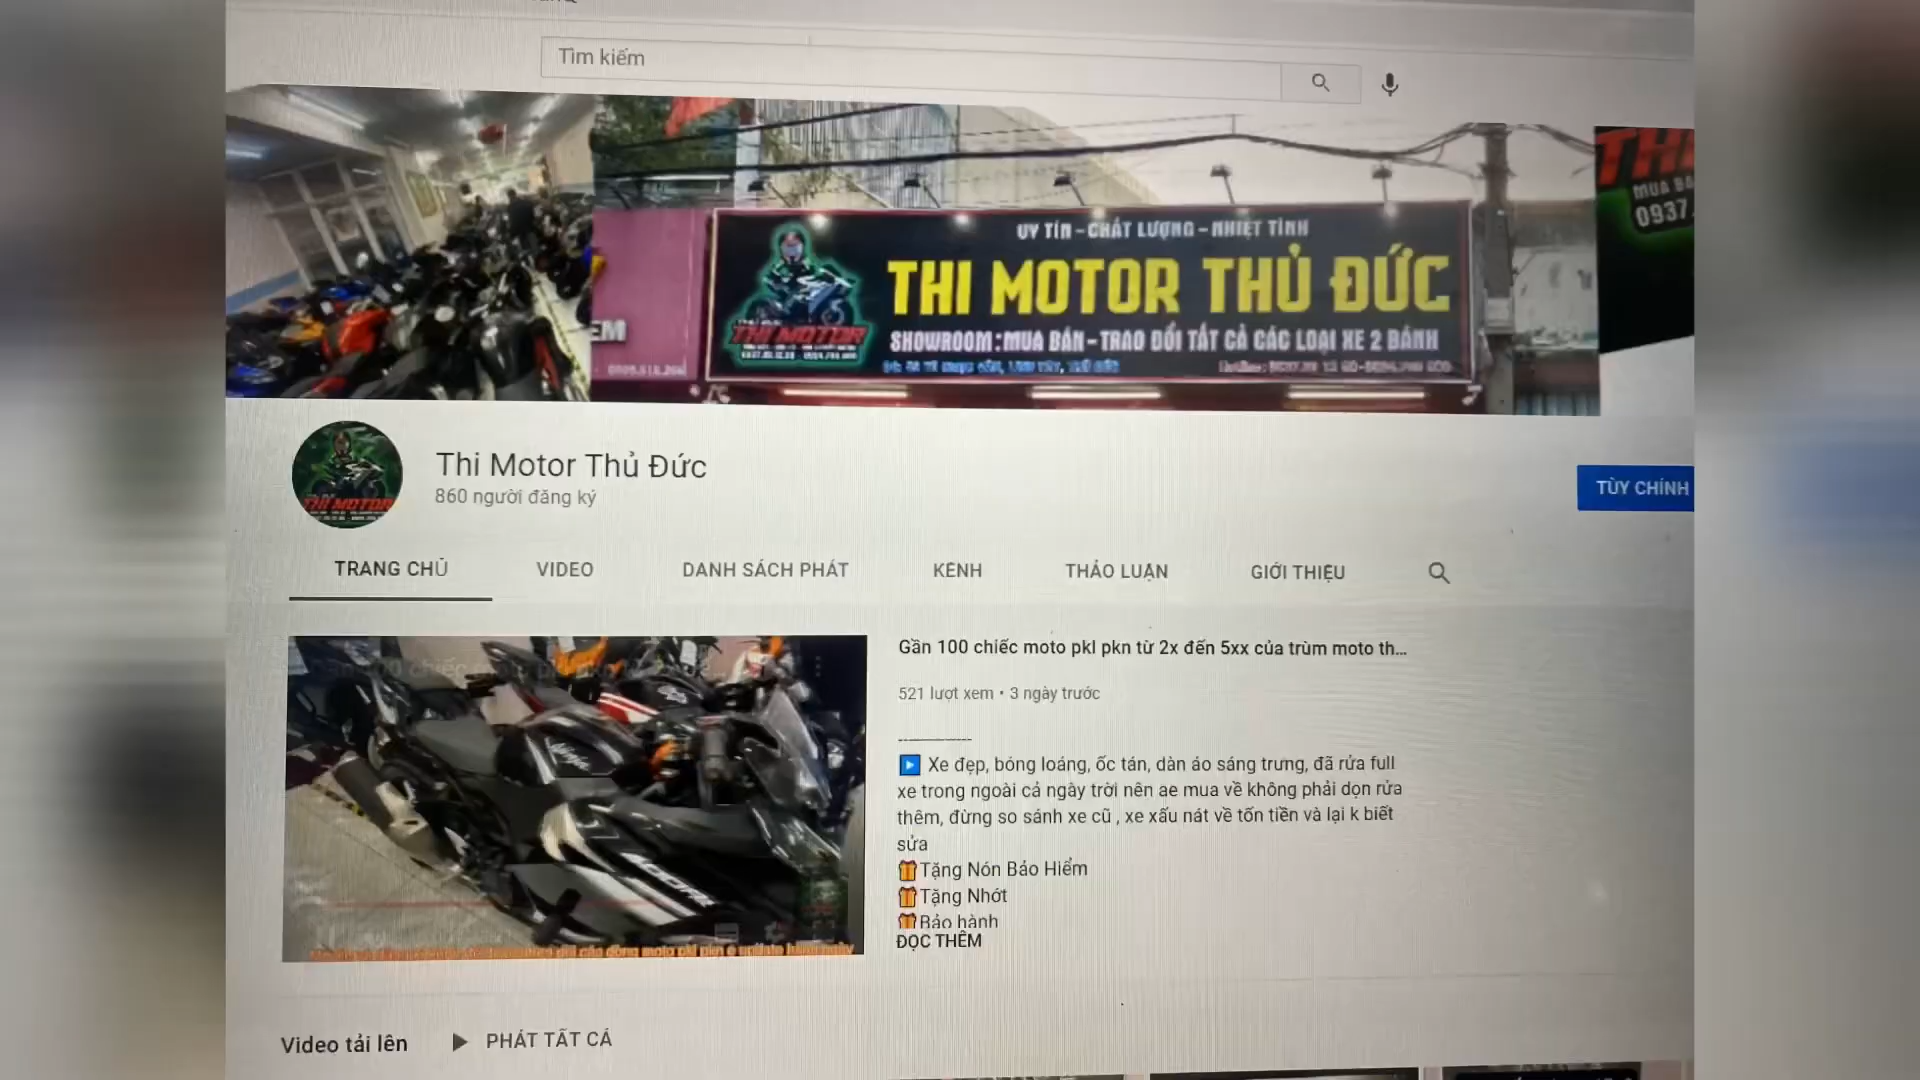 Tìm kiếm
UY TÍN - CHẤT LƯỢNG - NHIỆT TÌNH
THI MOTOR THỦ ĐỨC
SHOWROOM: MUA BÁN - TRAO ĐỔI TẤT CẢ CÁC LOẠI XE 2 BÁNH
THI MOTOR
EM
TH
MUA BÁ
0937.
Thi Motor Thủ Đức
860 người đăng ký
TÙY CHỈNH
THI MOTOR
TRANG CHỦ
VIDEO
DANH SÁCH PHÁT
KÊNH
THẢO LUẬN
GIỚI THIỆU
Gần 100 chiếc moto pkl pkn từ 2x đến 5xx của trùm moto th...
521 lượt xem • 3 ngày trước
Ninja
Xe đẹp, bóng loáng, ốc tán, dàn áo sáng trưng, đã rửa full
xe trong ngoài cả ngày trời nên ae mua về không phải dọn rửa
thêm, đừng so sánh xe cũ , xe xấu nát về tốn tiền và lại k biết
sửa
Tặng Nón Bảo Hiểm
Tặng Nhớt
Bảo hành
ĐỌC THÊM
Video tải lên
PHÁT TẤT CẢ